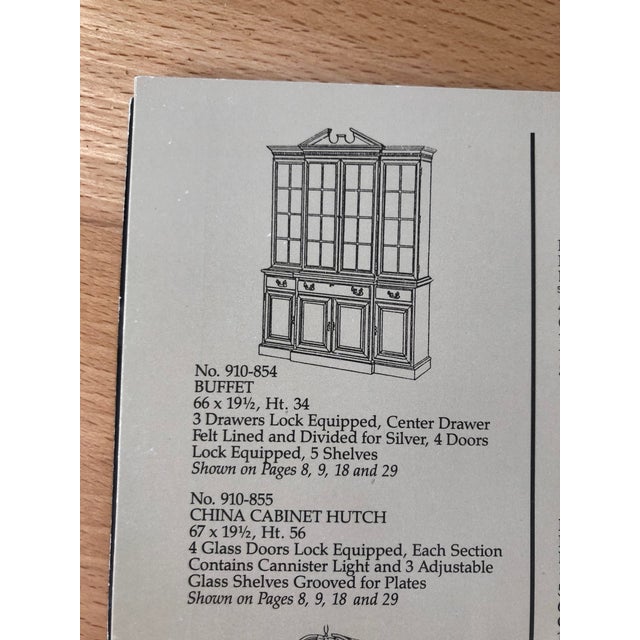 No. 910-854
BUFFET
66 x 19½, Ht. 34
3 Drawers Lock Equipped, Center Drawer
Felt Lined and Divided for Silver, 4 Doors
Lock Equipped, 5 Shelves
Shown on Pages 8, 9, 18 and 29
No. 910-855
CHINA CABINET HUTCH
67 x 19½, Ht. 56
4 Glass Doors Lock Equipped, Each Section
Contains Cannister Light and 3 Adjustable
Glass Shelves Grooved for Plates
Shown on Pages 8, 9, 18 and 29